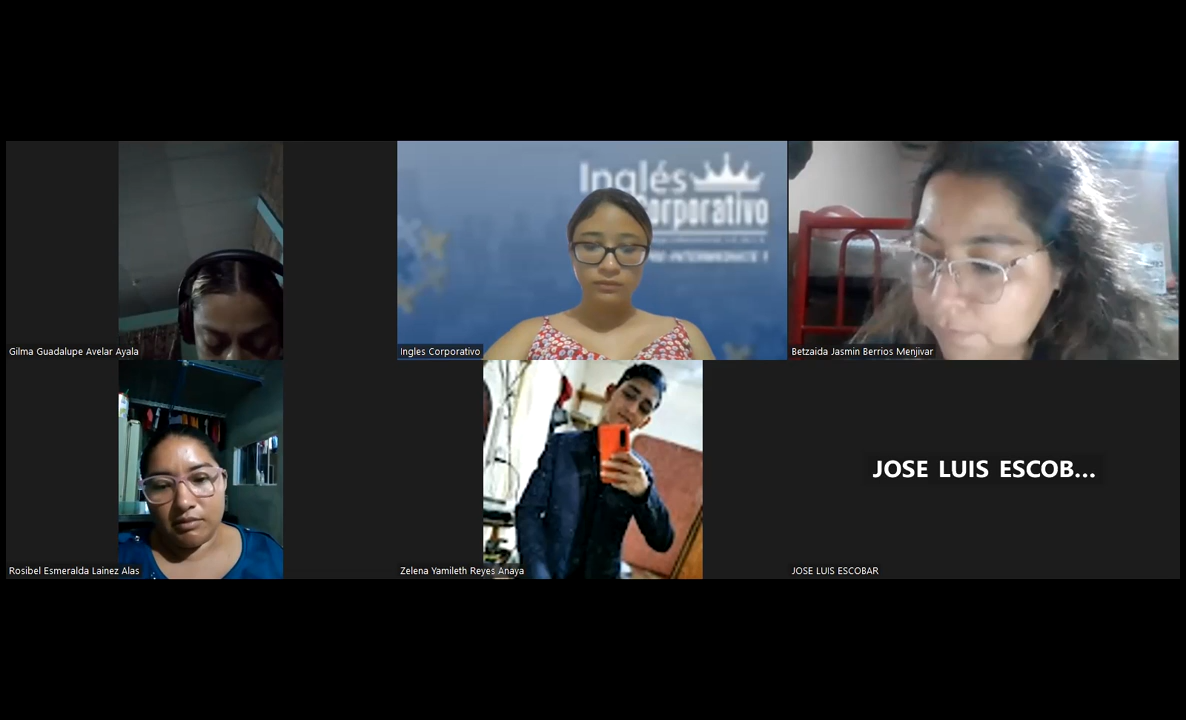 Inglés
Corporativo
Gilma Guadalupe Avelar Ayala
Ingles Corporativo
Betzaida Jasmin Berrios Menjivar
JOSE LUIS ESCOB...
Rosibel Esmeralda Lainez Alas
Zelena Yamileth Reyes Anaya
JOSE LUIS ESCOBAR